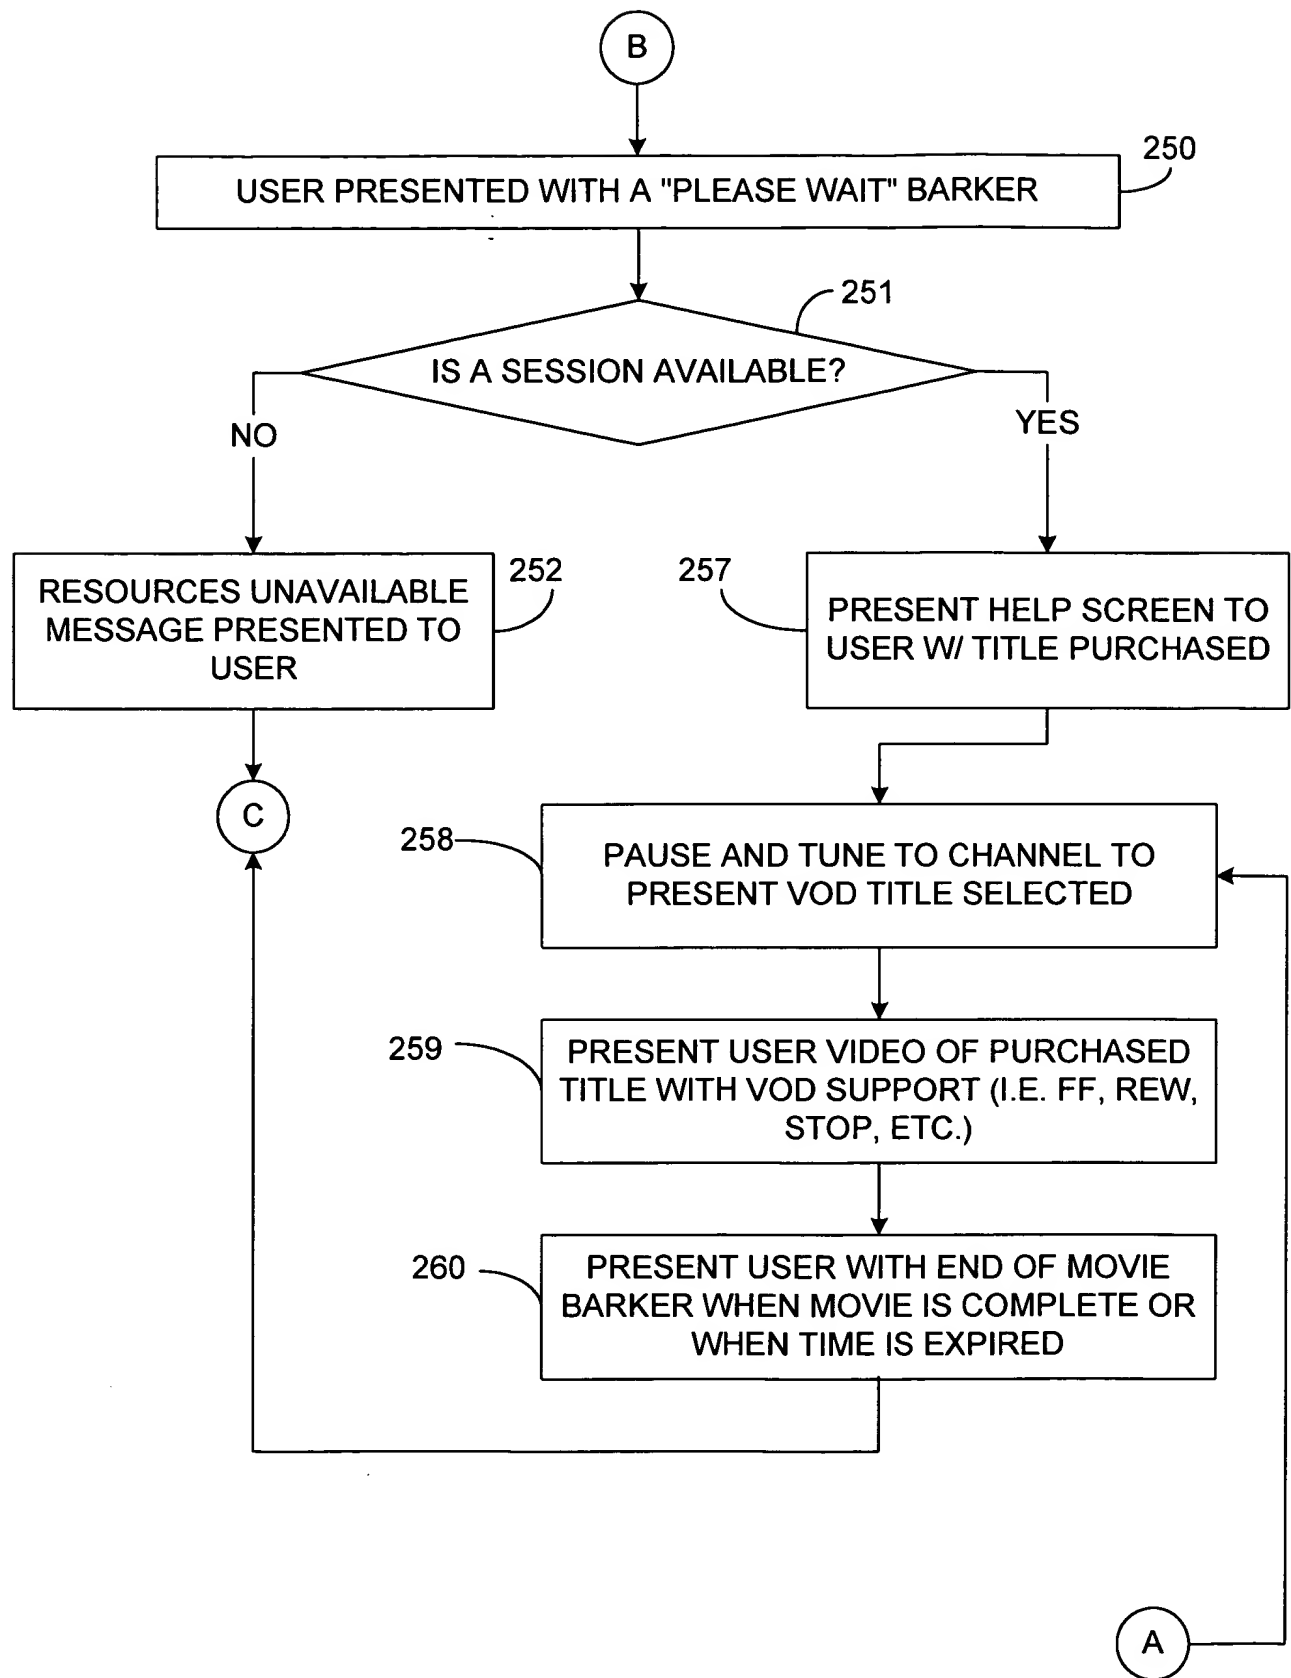 B
250
USER PRESENTED WITH A "PLEASE WAIT" BARKER
251
IS A SESSION AVAILABLE?
NO
YES
252
257
RESOURCES UNAVAILABLE
MESSAGE PRESENTED TO
USER
PRESENT HELP SCREEN TO
USER W/ TITLE PURCHASED
C
258
PAUSE AND TUNE TO CHANNEL TO
PRESENT VOD TITLE SELECTED
259
PRESENT USER VIDEO OF PURCHASED
TITLE WITH VOD SUPPORT (I.E. FF, REW,
STOP, ETC.)
260
PRESENT USER WITH END OF MOVIE
BARKER WHEN MOVIE IS COMPLETE OR
WHEN TIME IS EXPIRED
A